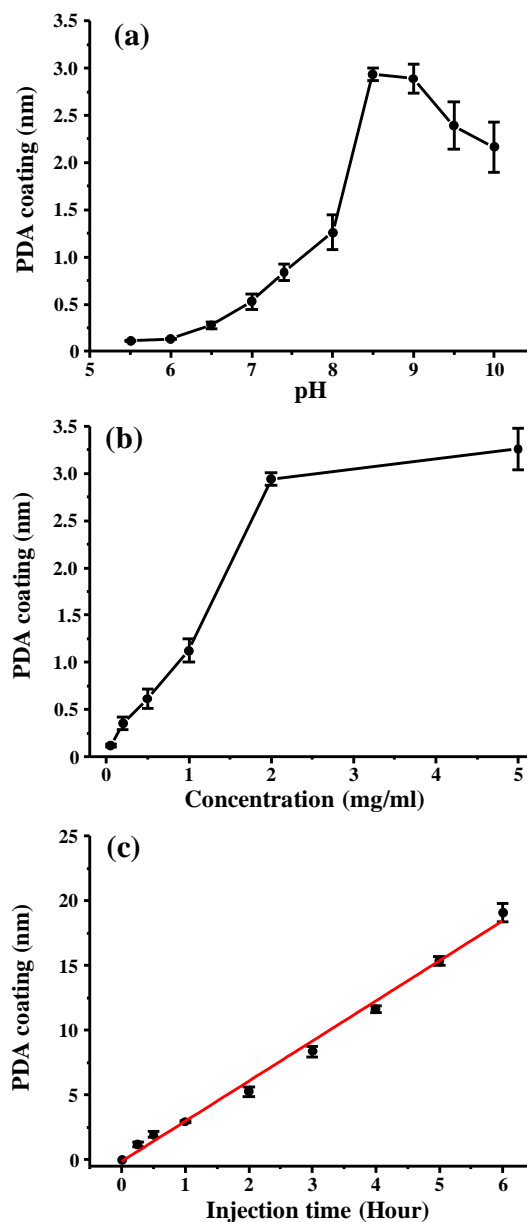 (a)
3.5
3.0
2.5
2.0
1.5
1.0
0.5
0
PDA coating (nm)
5 6 7 8 9 10
pH
(b)
3.5
3.0
2.5
2.0
1.5
1.0
0.5
0
PDA coating (nm)
0 1 2 3 4 5
Concentration (mg/ml)
(c)
25
20
15
10
5
0
PDA coating (nm)
0 1 2 3 4 5 6
Injection time (Hour)